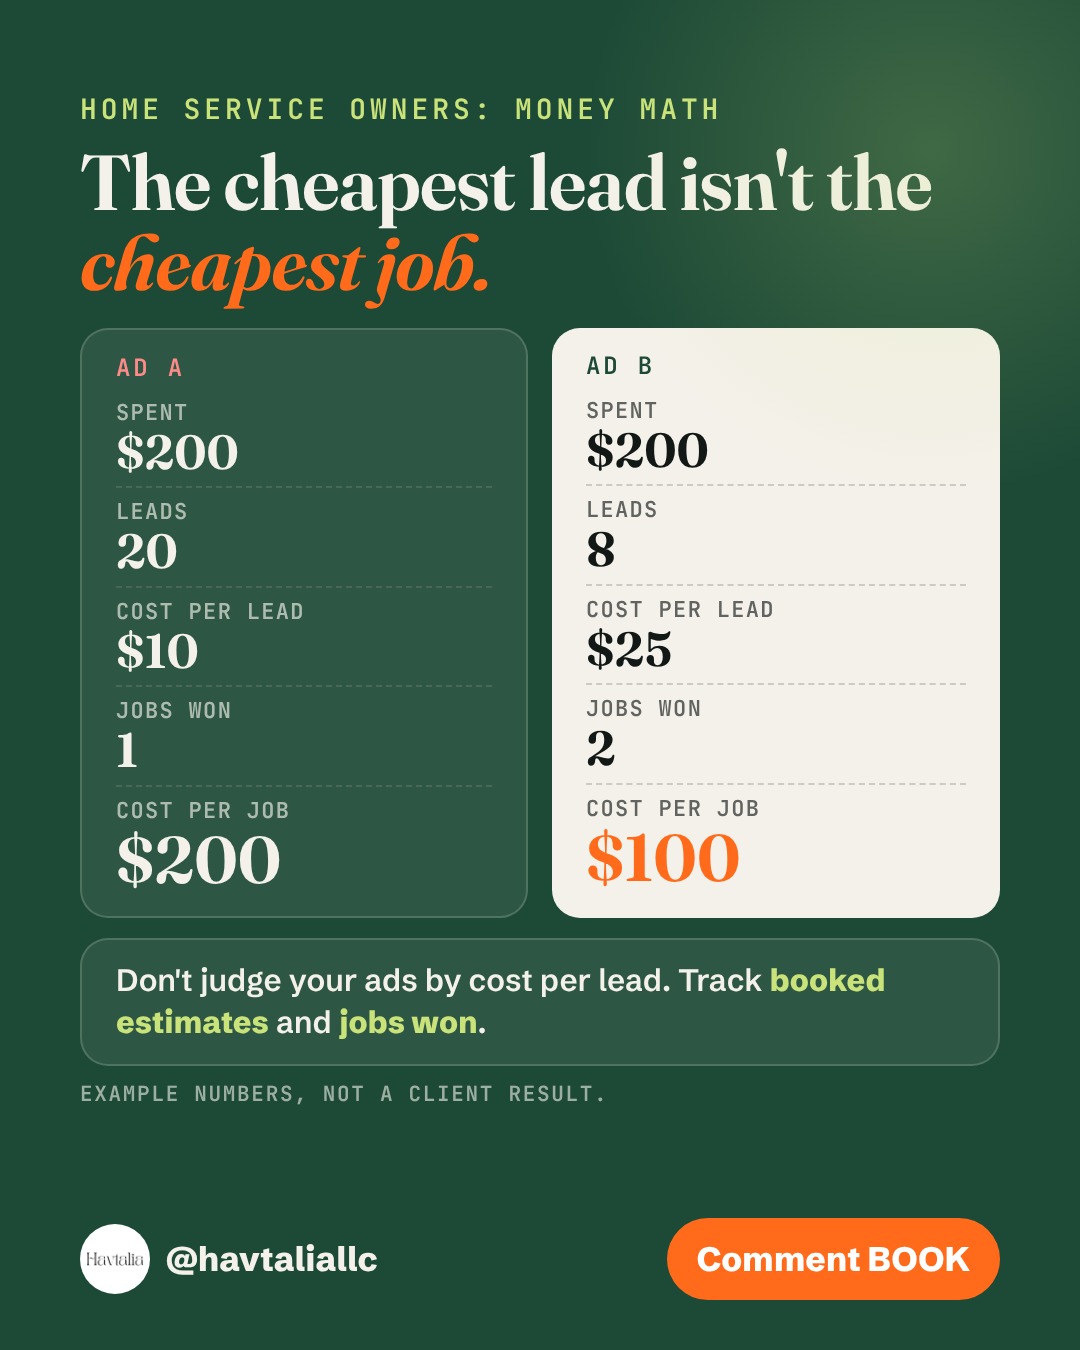 HOME SERVICE OWNERS: MONEY MATH
The cheapest lead isn't the
cheapest job.
AD A
SPENT
$200
LEADS
20
COST PER LEAD
$10
JOBS WON
1
COST PER JOB
$200
AD B
SPENT
$200
LEADS
8
COST PER LEAD
$25
JOBS WON
2
COST PER JOB
$100
Don't judge your ads by cost per lead. Track booked
estimates and jobs won.
EXAMPLE NUMBERS, NOT A CLIENT RESULT.
Havtalia
@havtaliallc
Comment BOOK